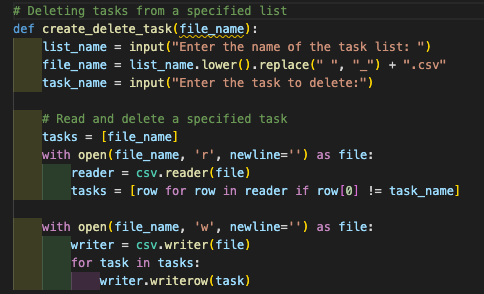 # Deleting tasks from a specified list
def create_delete_task(file_name):
    list_name = input("Enter the name of the task list: ")
    file_name = list_name.lower().replace(" ", "_") + ".csv"
    task_name = input("Enter the task to delete:")

    # Read and delete a specified task
    tasks = [file_name]
    with open(file_name, 'r', newline='') as file:
        reader = csv.reader(file)
        tasks = [row for row in reader if row[0] != task_name]

    with open(file_name, 'w', newline='') as file:
        writer = csv.writer(file)
        for task in tasks:
            writer.writerow(task)